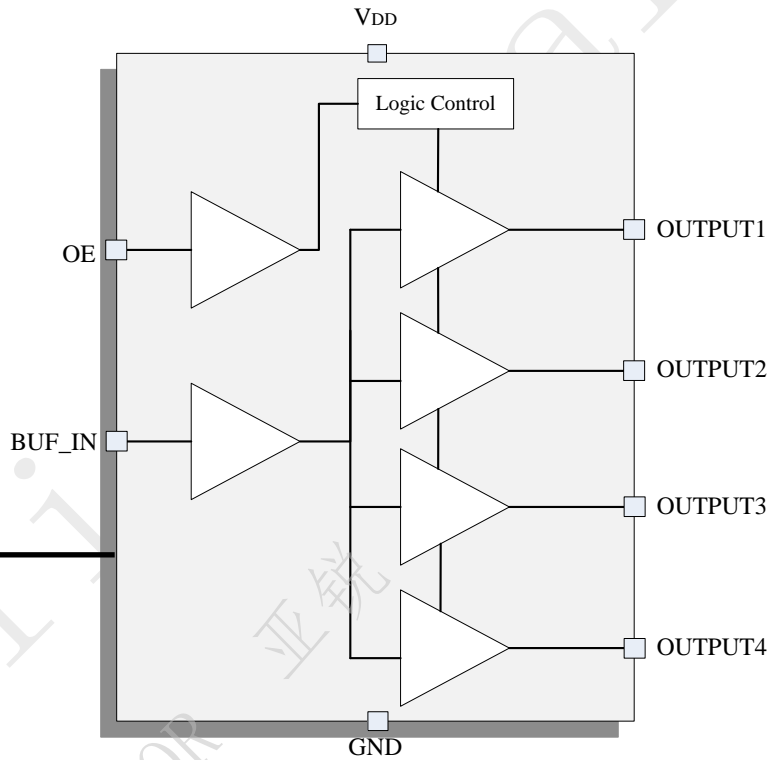 VDD
Logic Control
OE
OUTPUT1
OUTPUT2
BUF_IN
OUTPUT3
亚锐
OUTPUT4
GND